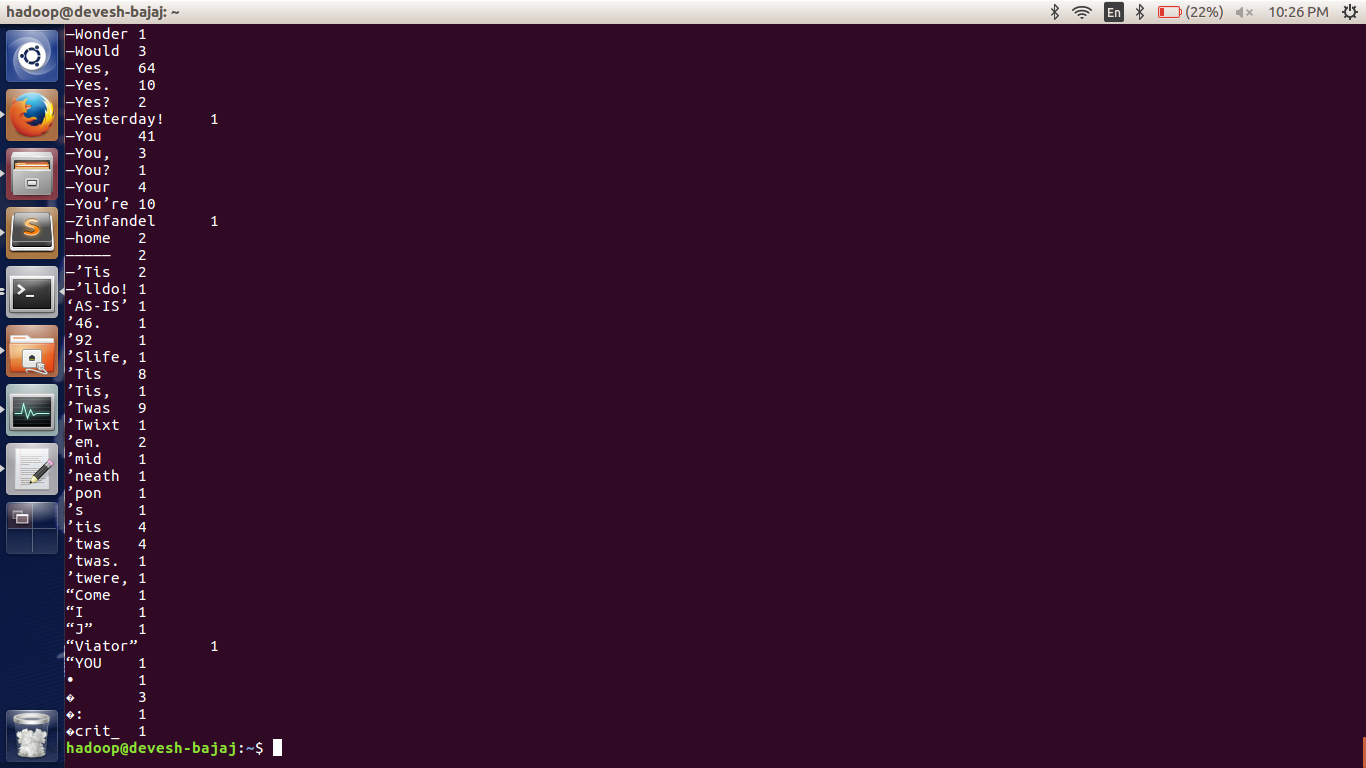 hadoop@devesh-bajaj: ~
En
(22%)
10:26 PM
—Wonder 1
—Would 3
—Yes, 64
—Yes. 10
—Yes? 2
—Yesterday! 1
—You 41
—You, 3
—You? 1
—Your 4
—You’re 10
—Zinfandel 1
—home 2
————— 2
—’Tis 2
—’lldo! 1
‘AS-IS’ 1
’46. 1
’92 1
’Slife, 1
’Tis 8
’Tis, 1
’Twas 9
’Twixt 1
’em. 2
’mid 1
’neath 1
’pon 1
’s 1
’tis 4
’twas 4
’twas. 1
’twere, 1
“Come 1
“I 1
“J” 1
“Viator” 1
“YOU 1
• 1
� 3
�: 1
�crit_ 1
hadoop@devesh-bajaj:~$